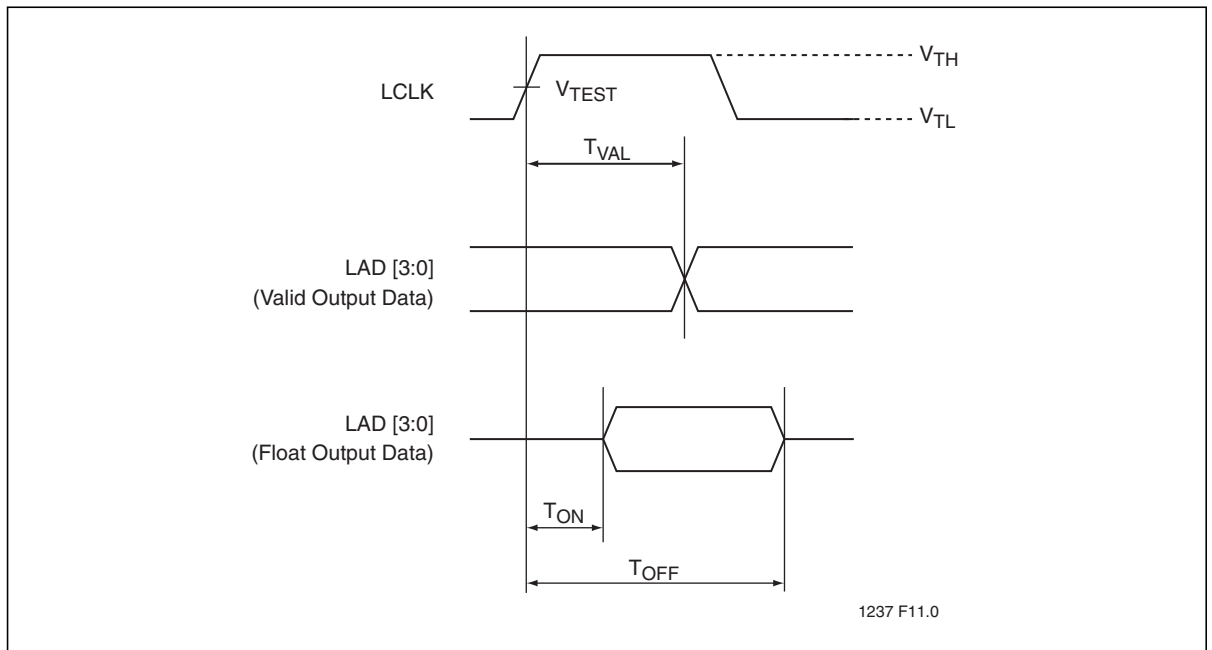 VTH
LCLK
VTEST
VTL
TVAL
LAD [3:0]
(Valid Output Data)
LAD [3:0]
(Float Output Data)
TON
TOFF
1237 F11.0